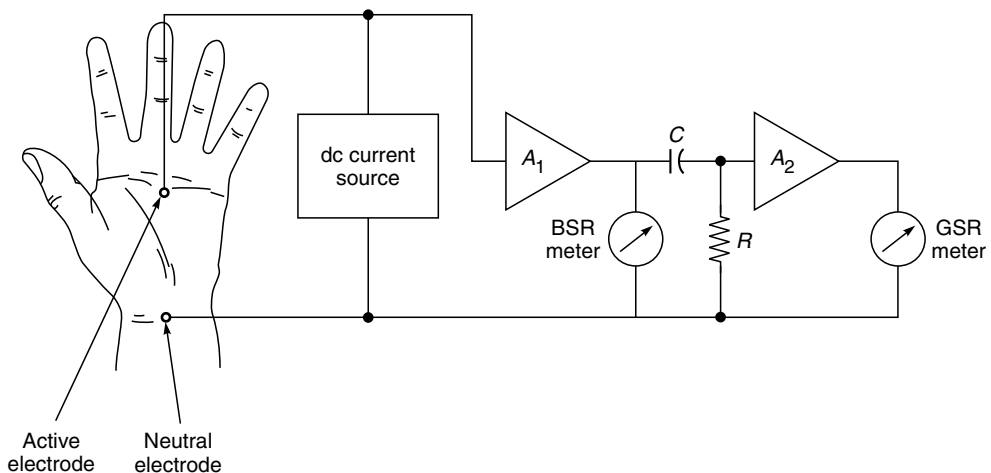 dc current
source
A1
C
A2
BSR
meter
R
GSR
meter
Active
electrode
Neutral
electrode